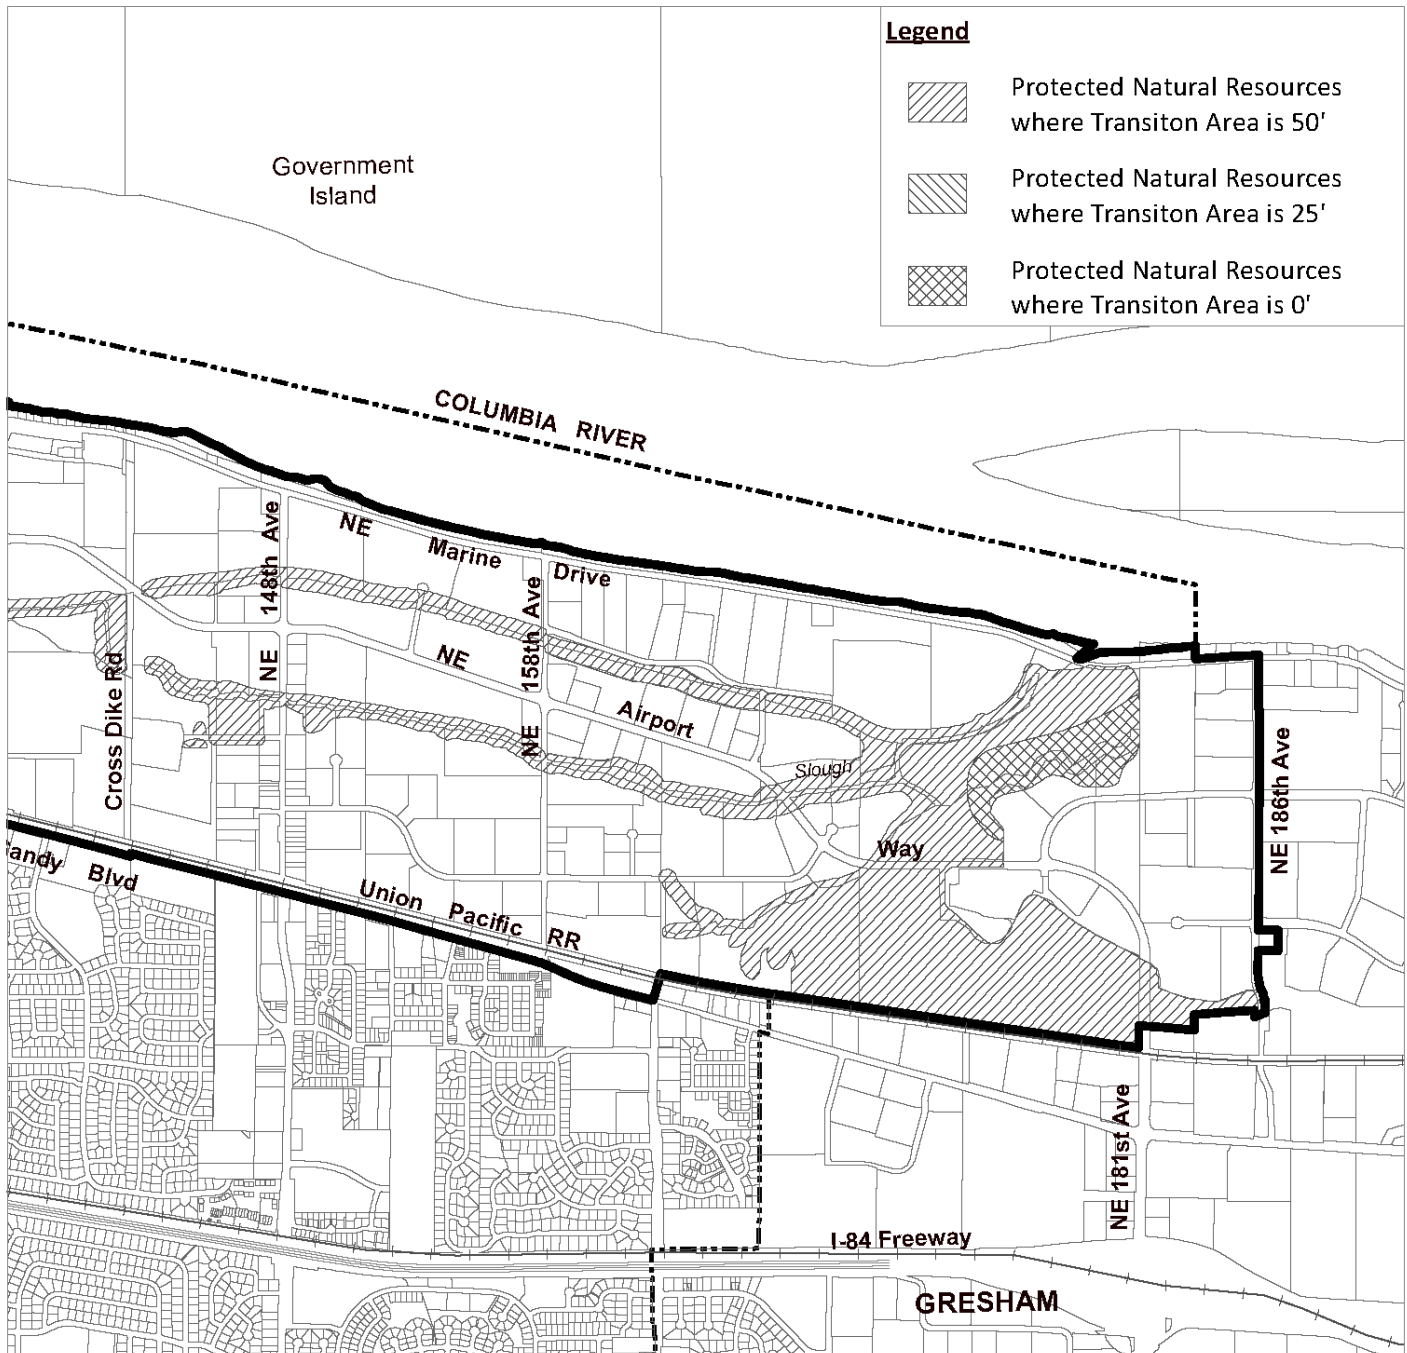 Legend
Protected Natural Resources
where Transiton Area is 50'
Protected Natural Resources
where Transiton Area is 25'
Protected Natural Resources
where Transiton Area is 0'
Government
Island
COLUMBIA RIVER
NE Marine Drive
NE 148th Ave
NE 158th Ave
NE Airport Way
Slough
Cross Dike Rd
NE 186th Ave
andy Blvd
Union Pacific RR
NE 181st Ave
I-84 Freeway
GRESHAM